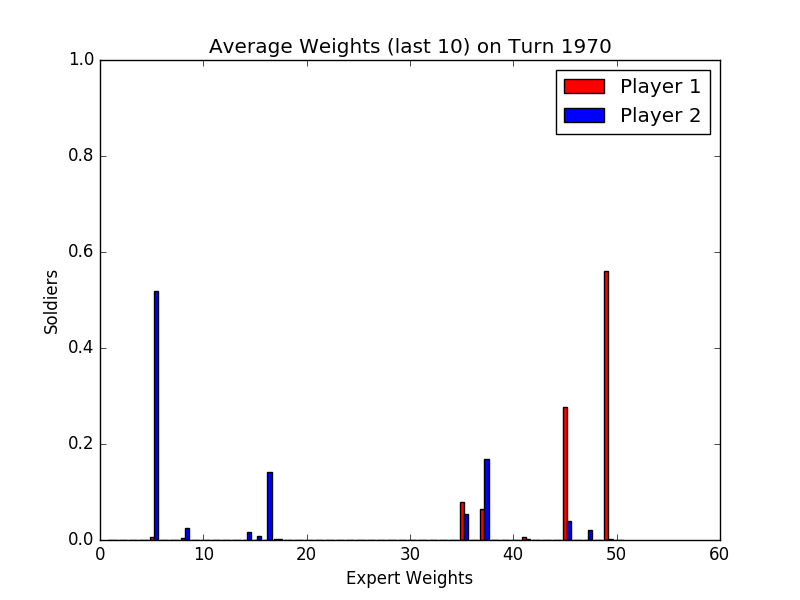 Average Weights (last 10) on Turn 1970
1.0
Player 1
Player 2
0.8
0.6
Soldiers
0.4
0.2
0.0
0 10 20 30 40 50 60
Expert Weights